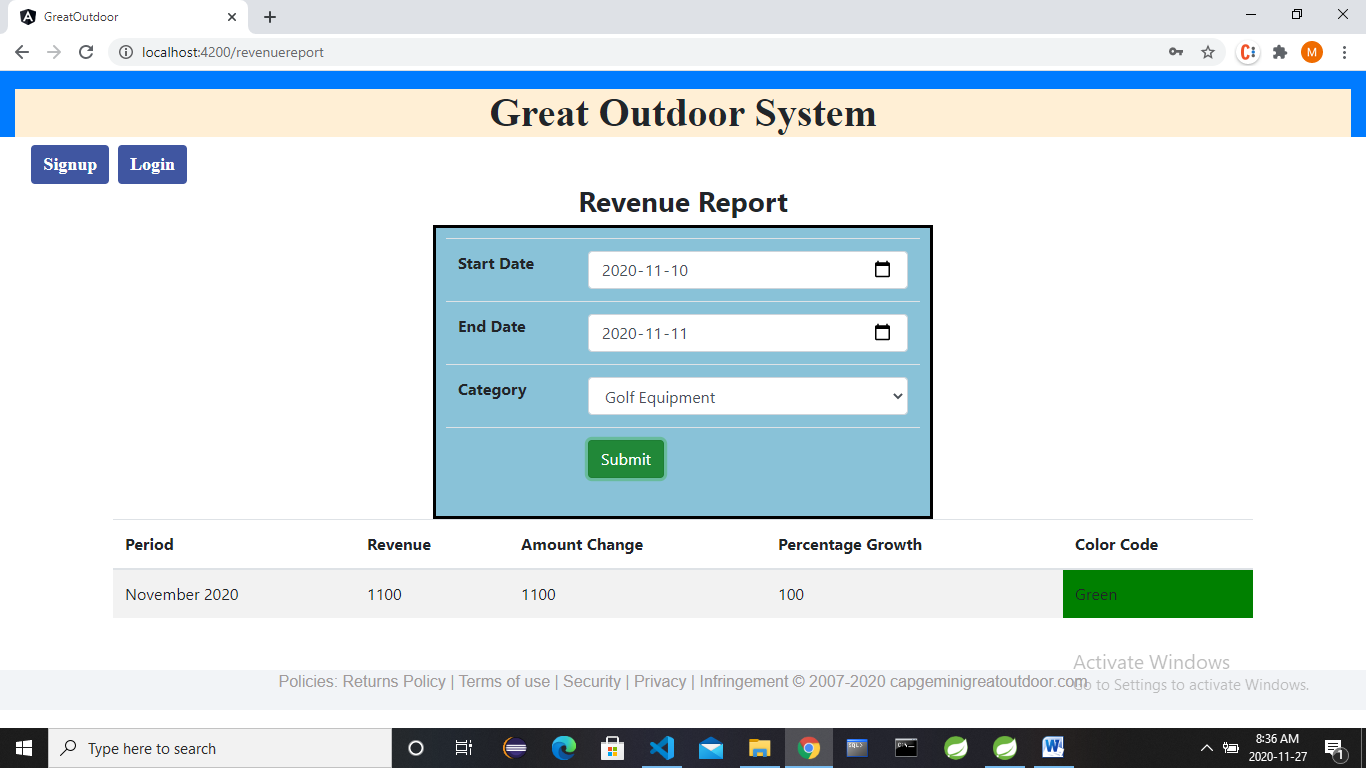 GreatOutdoor
localhost:4200/revenuereport
M
Great Outdoor System
Signup Login
Revenue Report
Start Date 2020-11-10
End Date 2020-11-11
Category Golf Equipment
Submit
Period Revenue Amount Change Percentage Growth Color Code
November 2020 1100 1100 100 Green
Activate Windows
Go to Settings to activate Windows.
Policies: Returns Policy | Terms of use | Security | Privacy | Infringement © 2007-2020 capgeminigreatoutdoor.com
Type here to search
8:36 AM
2020-11-27
1